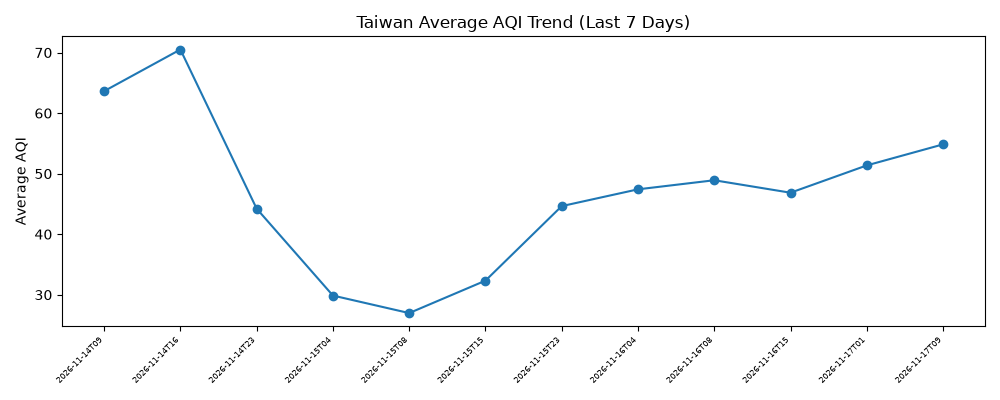 Taiwan Average AQI Trend (Last 7 Days)
Average AQI
70
60
50
40
30
2026-11-14T09
2026-11-14T16
2026-11-14T23
2026-11-15T04
2026-11-15T08
2026-11-15T15
2026-11-15T23
2026-11-16T04
2026-11-16T08
2026-11-16T15
2026-11-17T01
2026-11-17T09